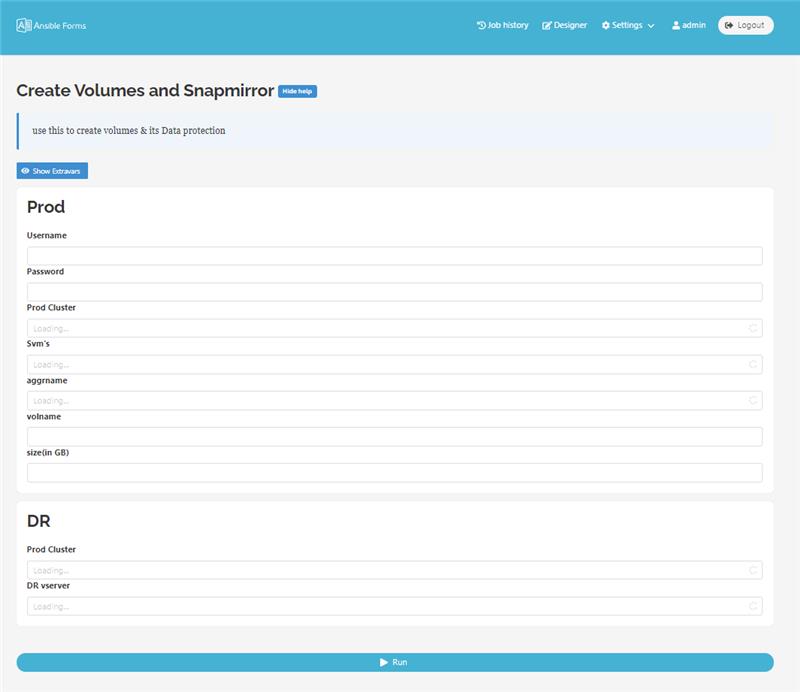 Ansible Forms
Job history
Designer
Settings
admin
Logout
Create Volumes and Snapmirror
Hide help
use this to create volumes & its Data protection
Show Extravars
Prod
Username
Password
Prod Cluster
Loading...
Svm's
Loading...
aggrname
Loading...
volname
size(in GB)
DR
Prod Cluster
Loading...
DR vserver
Loading...
Run